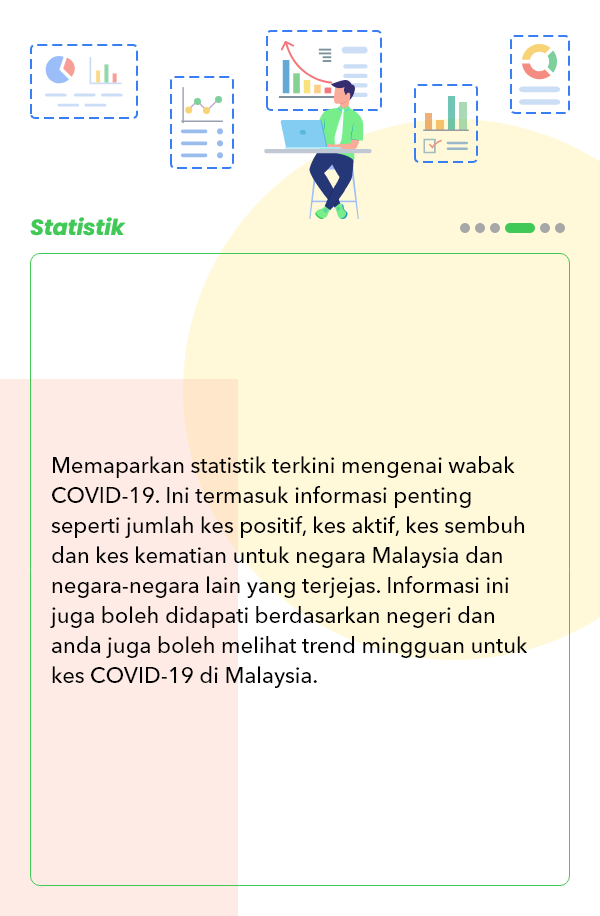 Statistik
Memaparkan statistik terkini mengenai wabak
COVID-19. Ini termasuk informasi penting
seperti jumlah kes positif, kes aktif, kes sembuh
dan kes kematian untuk negara Malaysia dan
negara-negara lain yang terjejas. Informasi ini
juga boleh didapati berdasarkan negeri dan
anda juga boleh melihat trend mingguan untuk
kes COVID-19 di Malaysia.